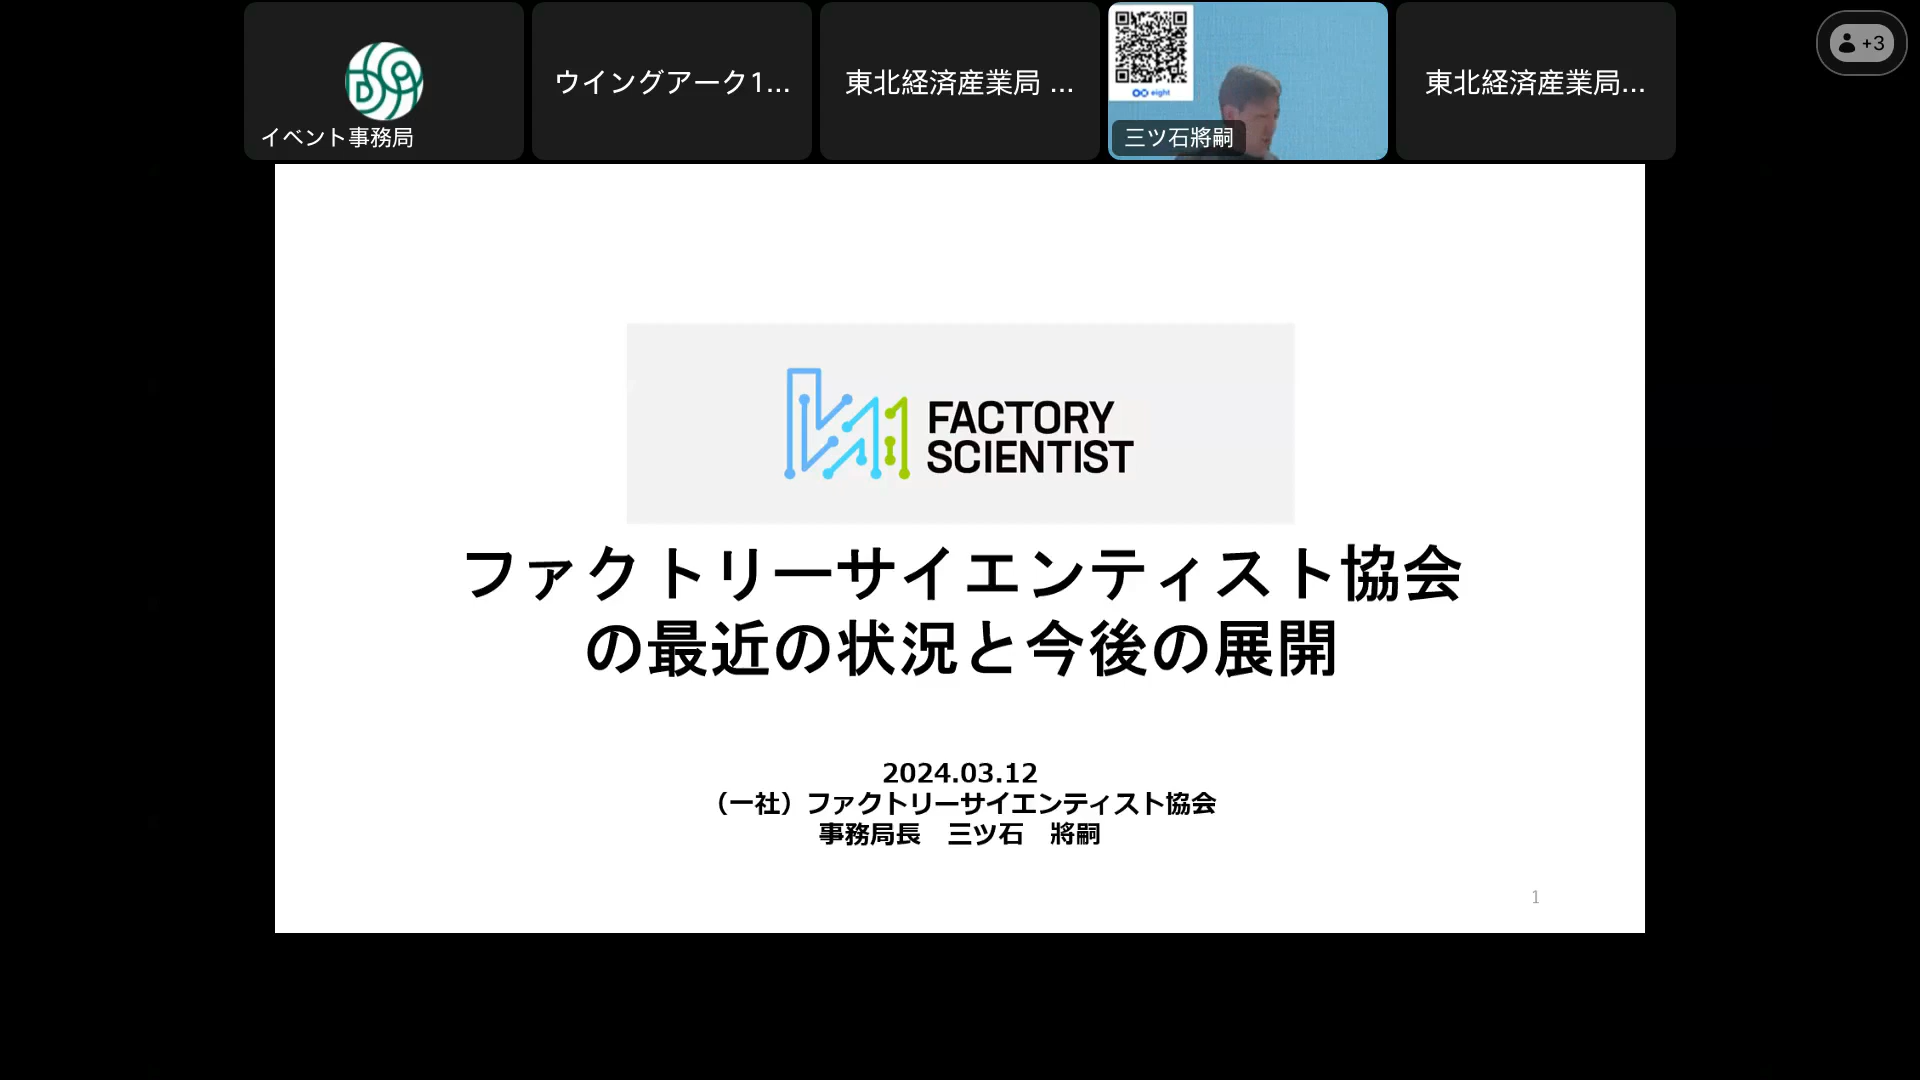 イベント事務局
ウイングアーク1...
東北経済産業局 ...
eight
三ツ石將嗣
東北経済産業局...
+3
FACTORY
SCIENTIST
ファクトリーサイエンティスト協会
の最近の状況と今後の展開
2024.03.12
（一社）ファクトリーサイエンティスト協会
事務局長　三ツ石　將嗣
1